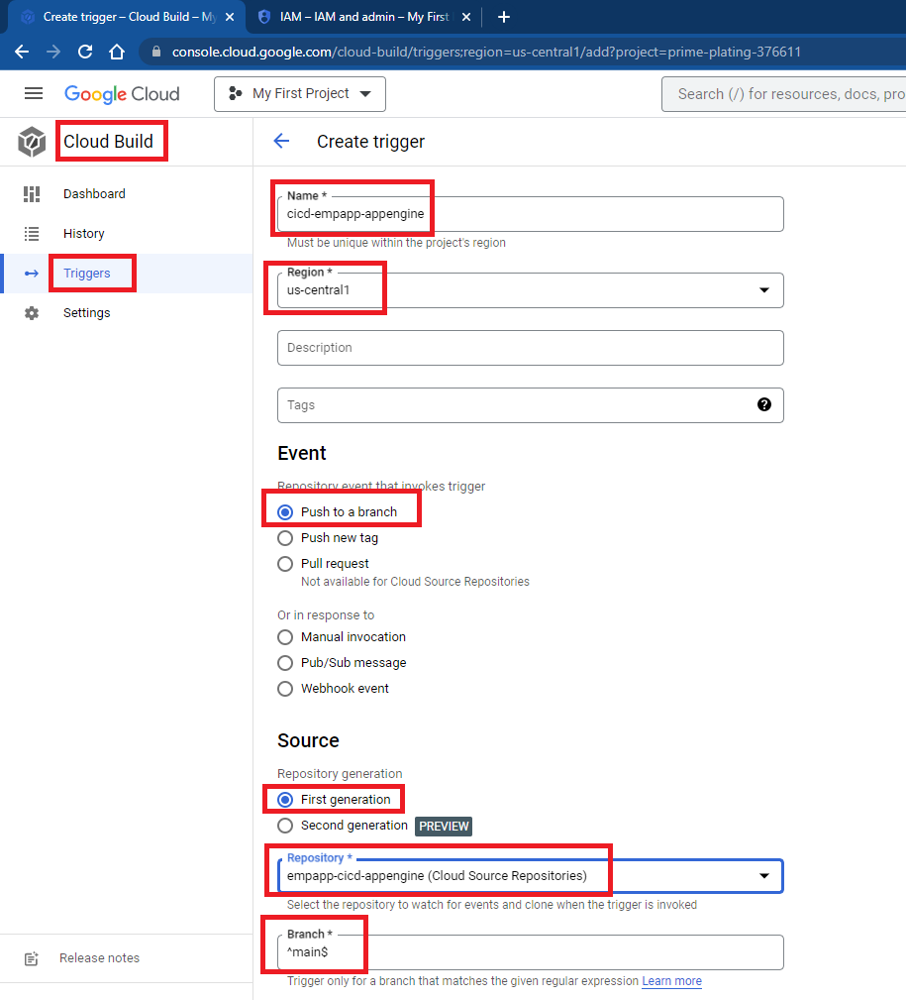 Create trigger – Cloud Build – My
IAM – IAM and admin – My First
console.cloud.google.com/cloud-build/triggers;region=us-central1/add?project=prime-plating-376611
Google Cloud
My First Project
Search (/) for resources, docs, pro
Cloud Build
Create trigger
Dashboard
History
Triggers
Settings
Name *
cicd-empapp-appengine
Must be unique within the project's region
Region *
us-central1
Description
Tags
Event
Repository event that invokes trigger
Push to a branch
Push new tag
Pull request
Not available for Cloud Source Repositories
Or in response to
Manual invocation
Pub/Sub message
Webhook event
Source
Repository generation
First generation
Second generation PREVIEW
Repository *
empapp-cicd-appengine (Cloud Source Repositories)
Select the repository to watch for events and clone when the trigger is invoked
Branch *
^main$
Trigger only for a branch that matches the given regular expression Learn more
Release notes